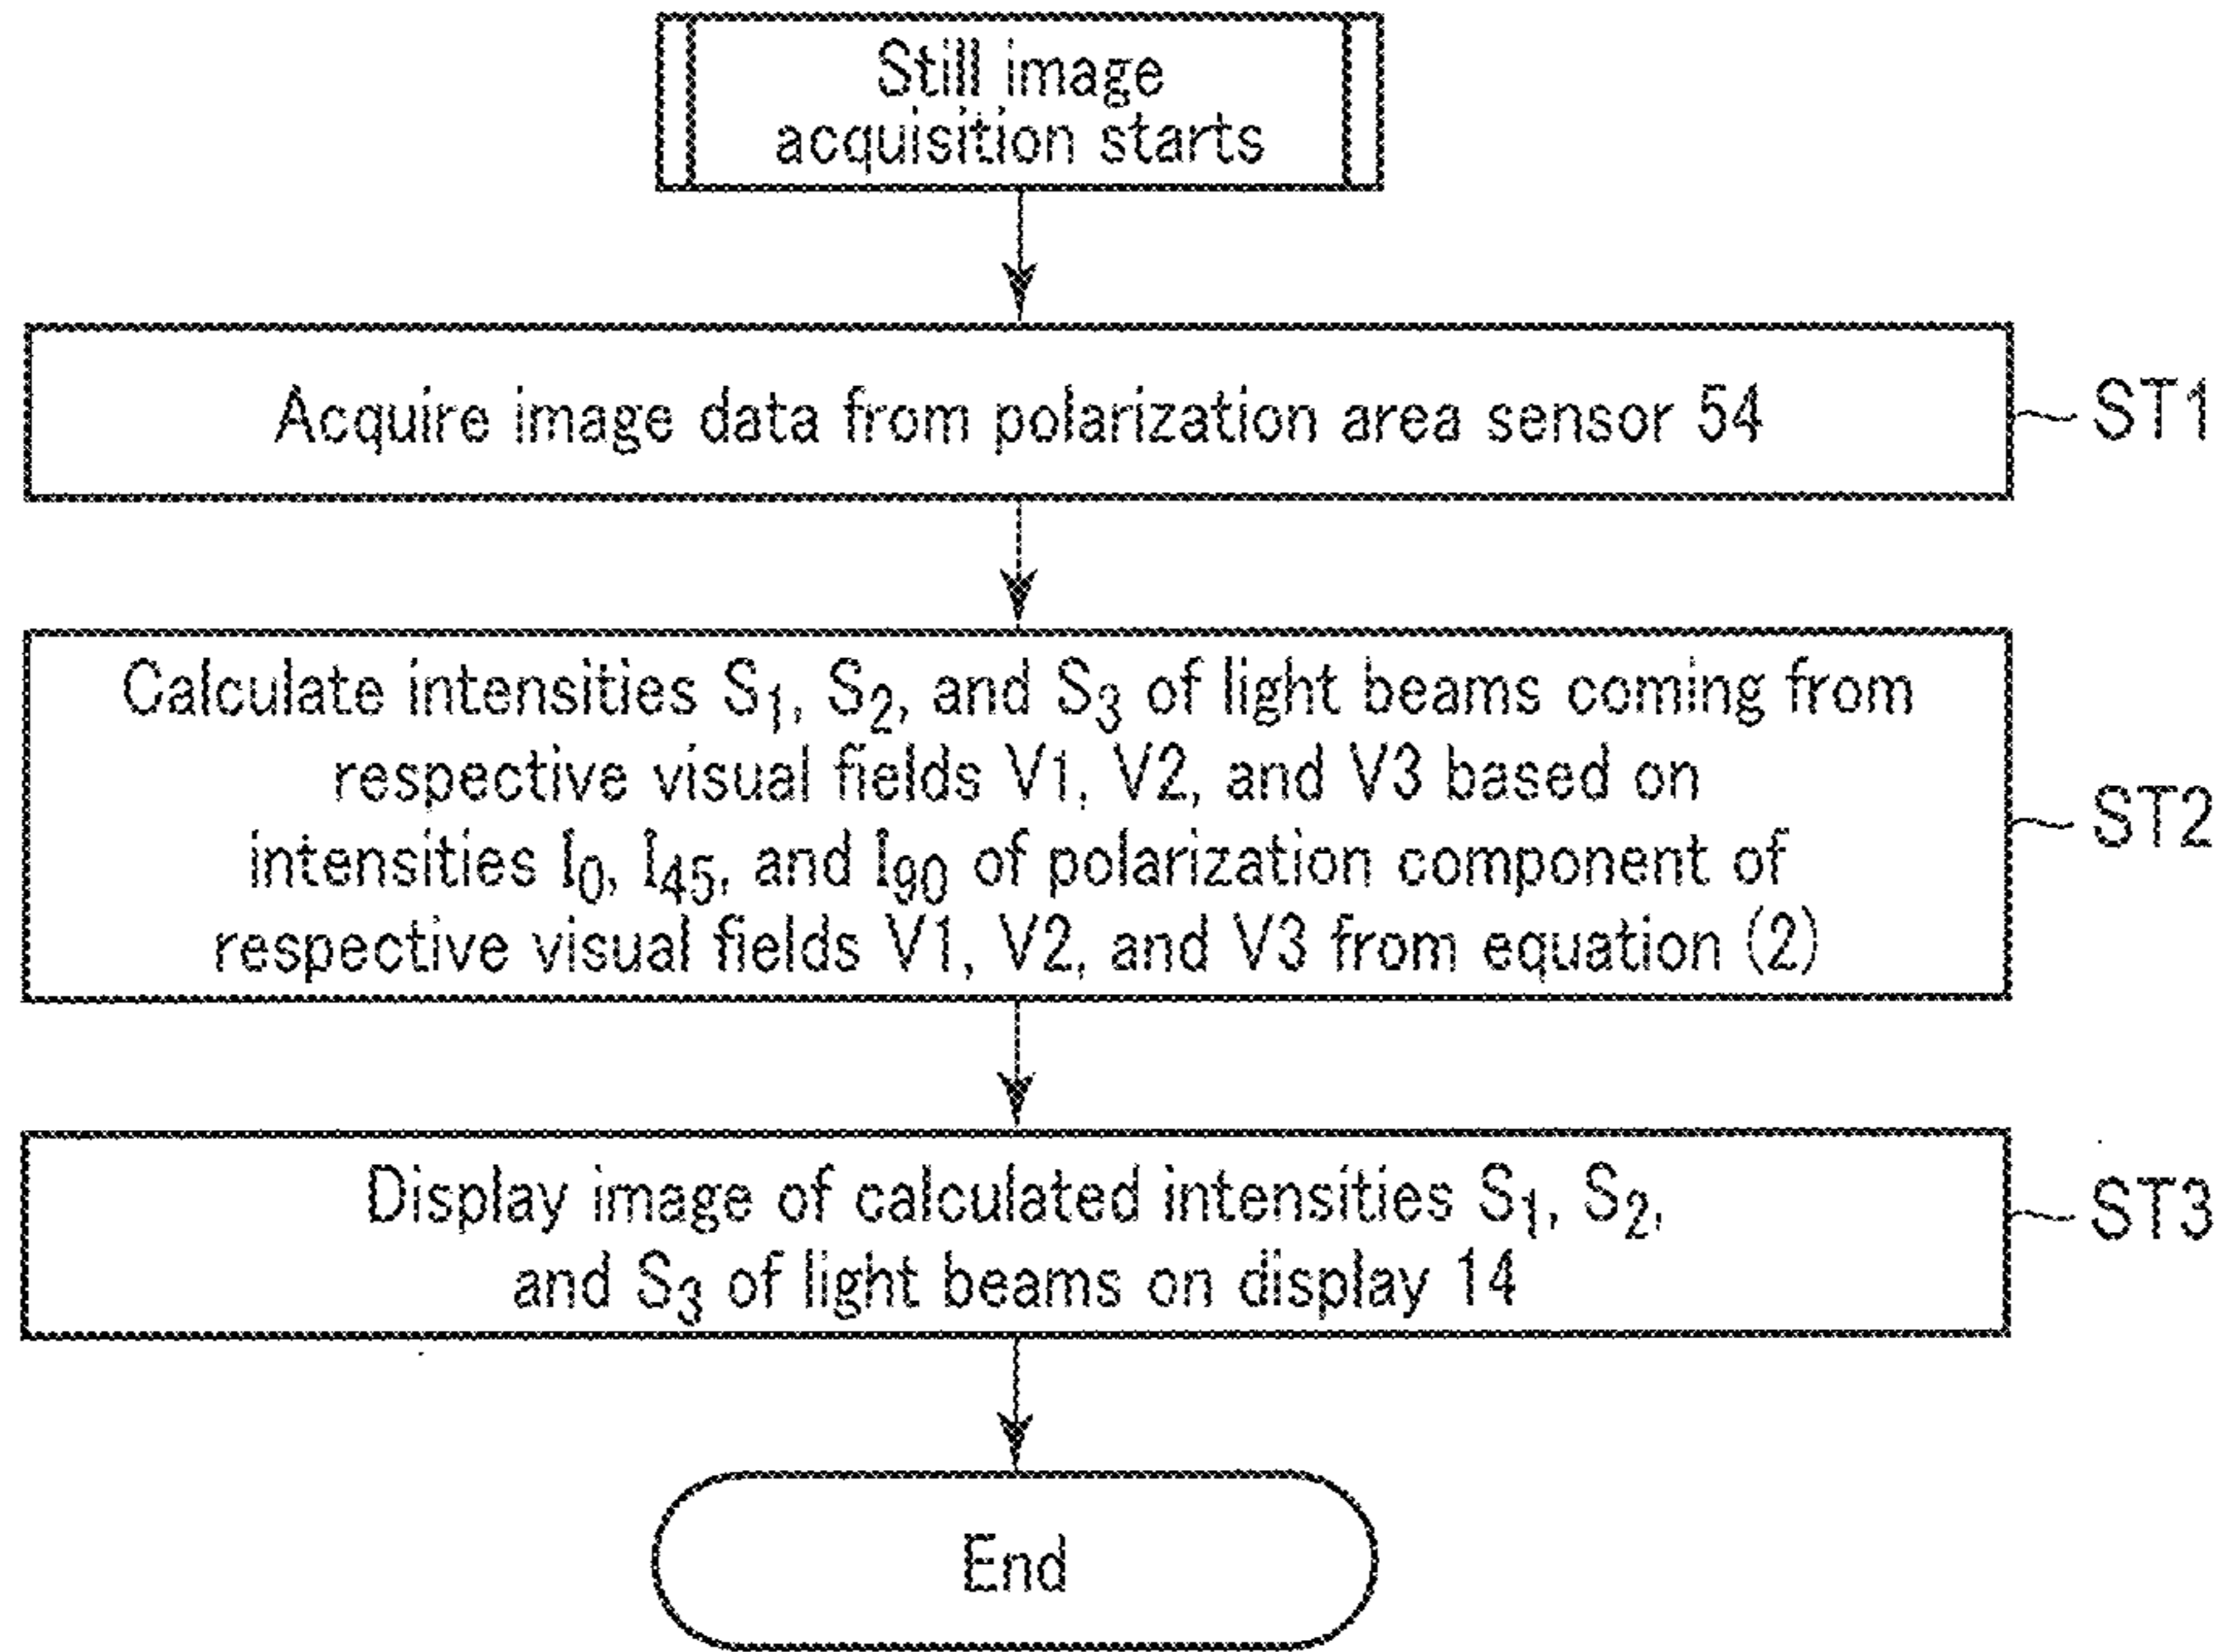 Still image
acquisition starts
Acquire image data from polarization area sensor 54
ST1
Calculate intensities S₁, S₂, and S₃ of light beams coming from
respective visual fields V1, V2, and V3 based on
intensities I₀, I₄₅, and I₉₀ of polarization component of
respective visual fields V1, V2, and V3 from equation (2)
ST2
Display image of calculated intensities S₁, S₂,
and S₃ of light beams on display 14
ST3
End